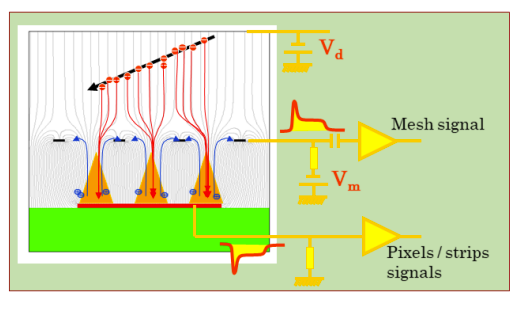 V_d
Mesh signal
V_m
Pixels / strips
signals